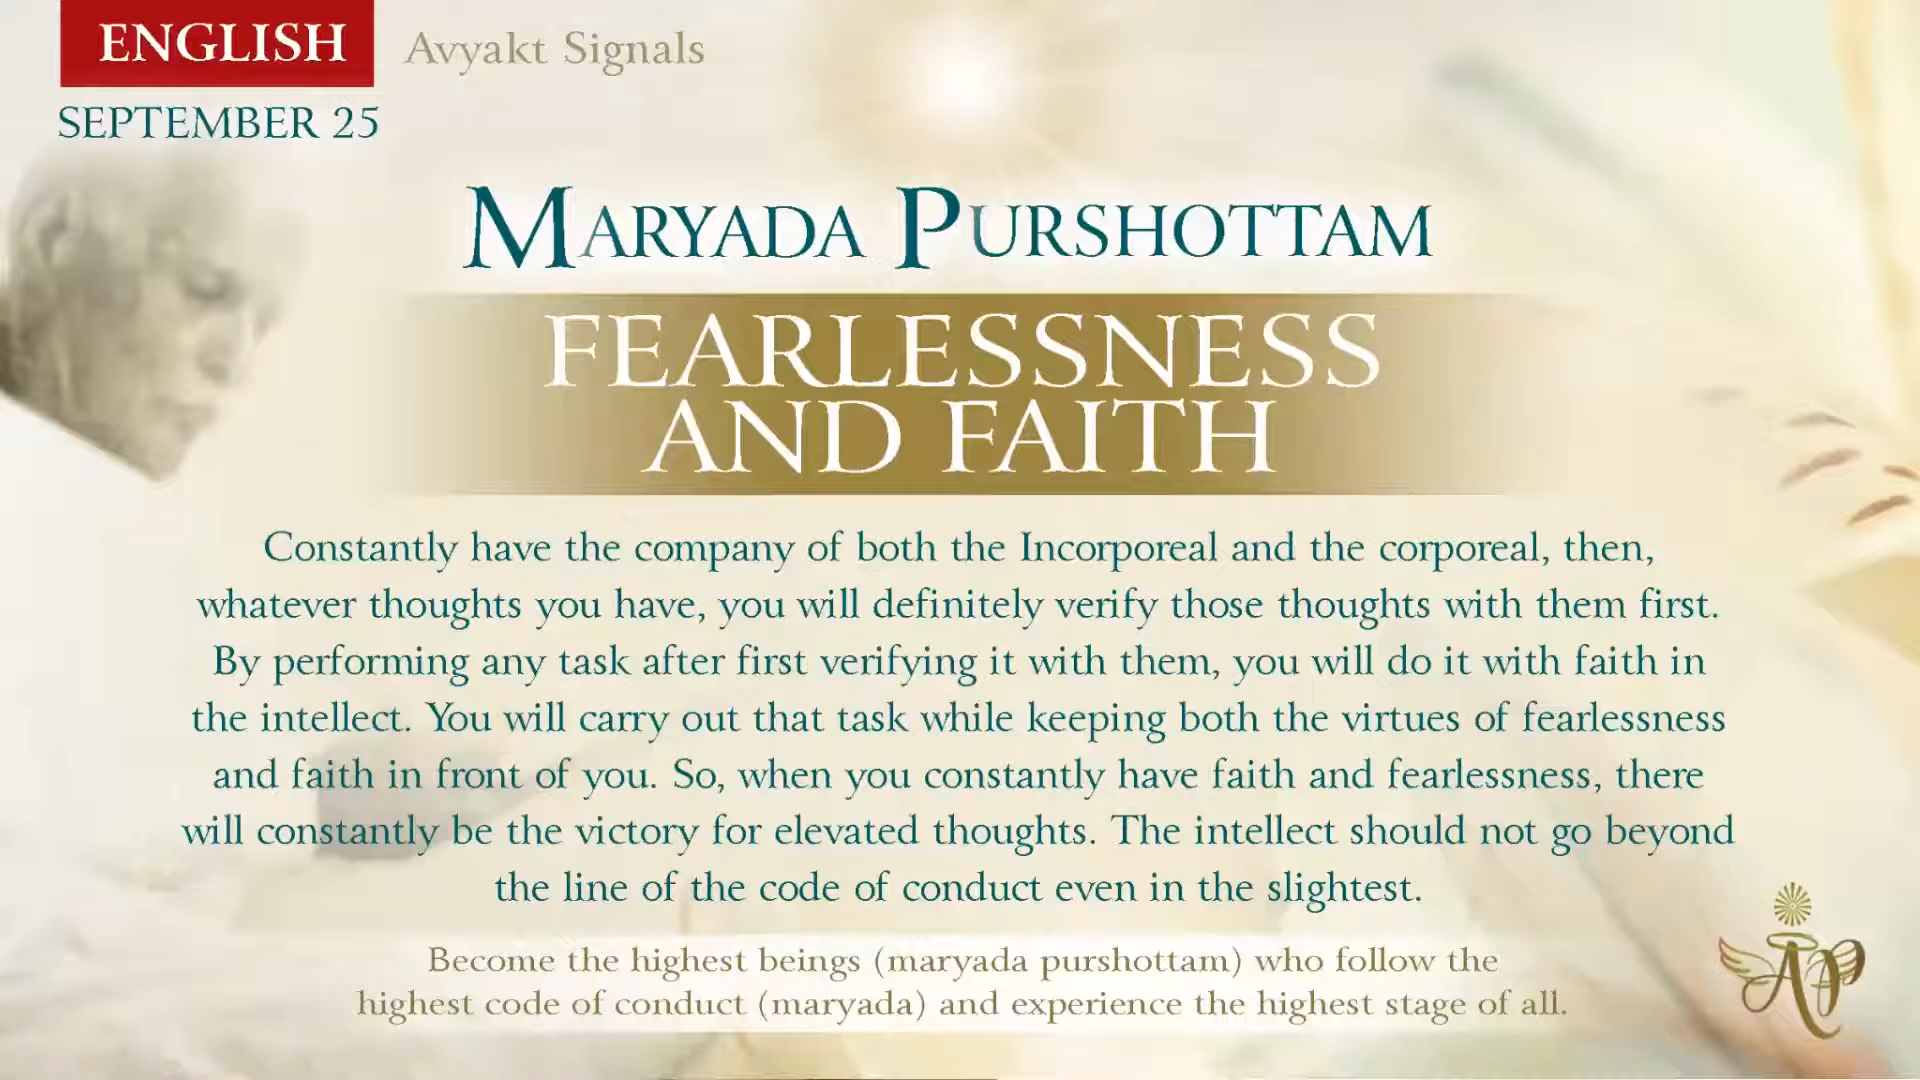 ENGLISH
Avyakt Signals
SEPTEMBER 25
MARYADA PURSHOTTAM
FEARLESSNESS
AND FAITH
Constantly have the company of both the Incorporeal and the corporeal, then,
whatever thoughts you have, you will definitely verify those thoughts with them first.
By performing any task after first verifying it with them, you will do it with faith in
the intellect. You will carry out that task while keeping both the virtues of fearlessness
and faith in front of you. So, when you constantly have faith and fearlessness, there
will constantly be the victory for elevated thoughts. The intellect should not go beyond
the line of the code of conduct even in the slightest.
Become the highest beings (maryada purshottam) who follow the
highest code of conduct (maryada) and experience the highest stage of all.
AP